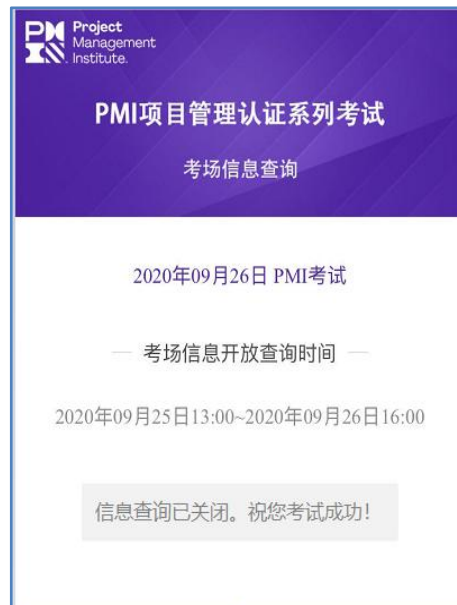 Project
Management
Institute.
PMI项目管理认证系列考试
考场信息查询
2020年09月26日 PMI考试
考场信息开放查询时间
2020年09月25日13:00~2020年09月26日16:00
信息查询已关闭。祝您考试成功！